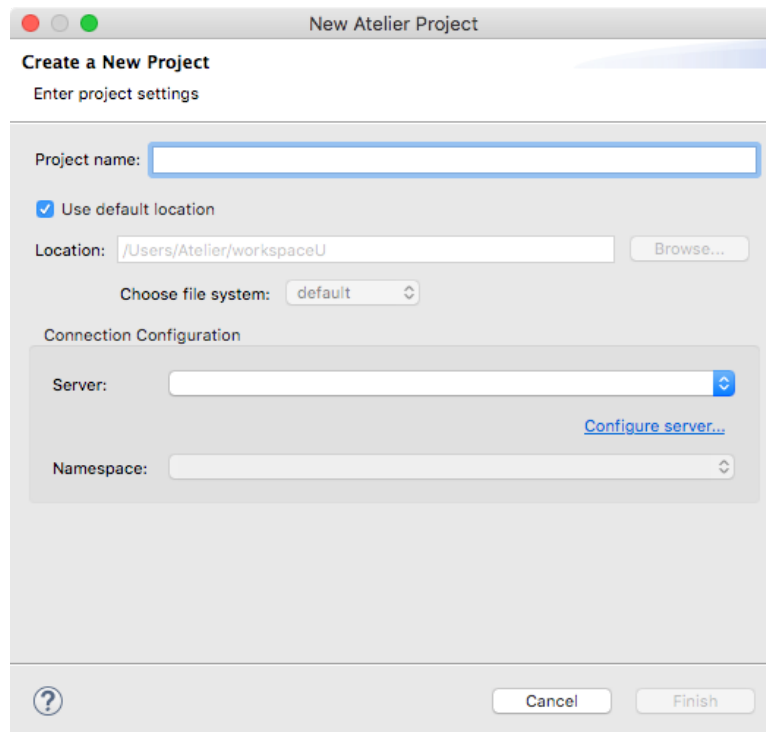 New Atelier Project
Create a New Project
Enter project settings
Project name:
Use default location
Location: /Users/Atelier/workspaceU Browse...
Choose file system: default
Connection Configuration
Server:
Configure server...
Namespace:
? Cancel Finish